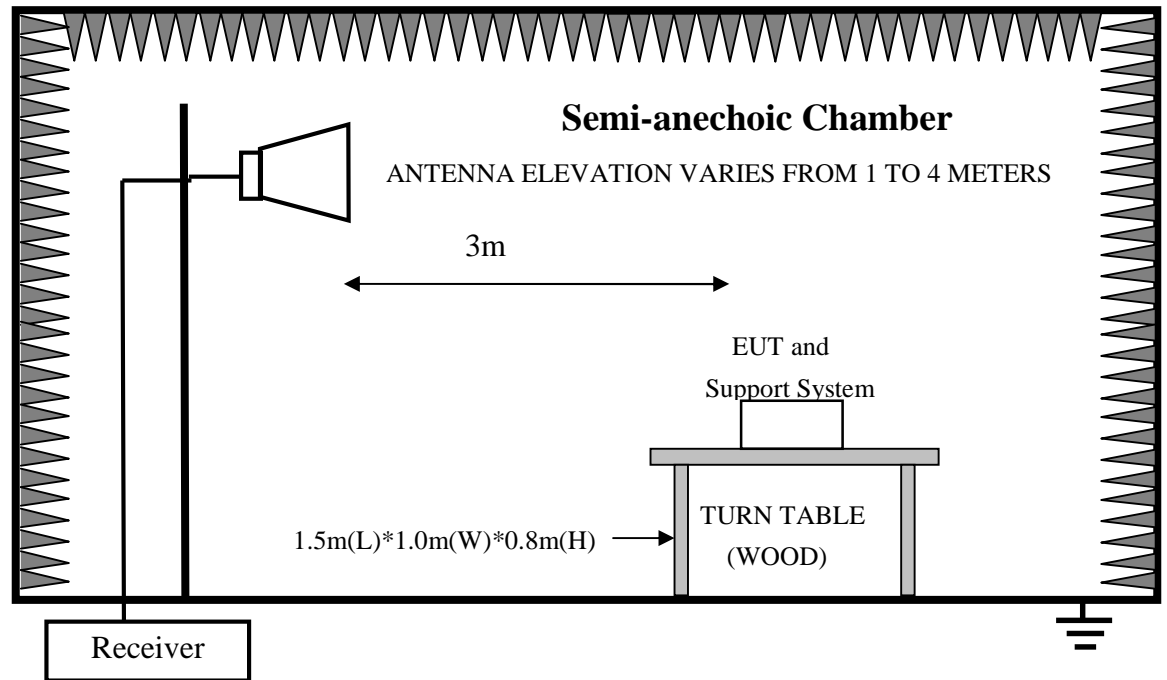 Semi-anechoic Chamber
ANTENNA ELEVATION VARIES FROM 1 TO 4 METERS
3m
EUT and
Support System
TURN TABLE
(WOOD)
1.5m(L)*1.0m(W)*0.8m(H)
Receiver